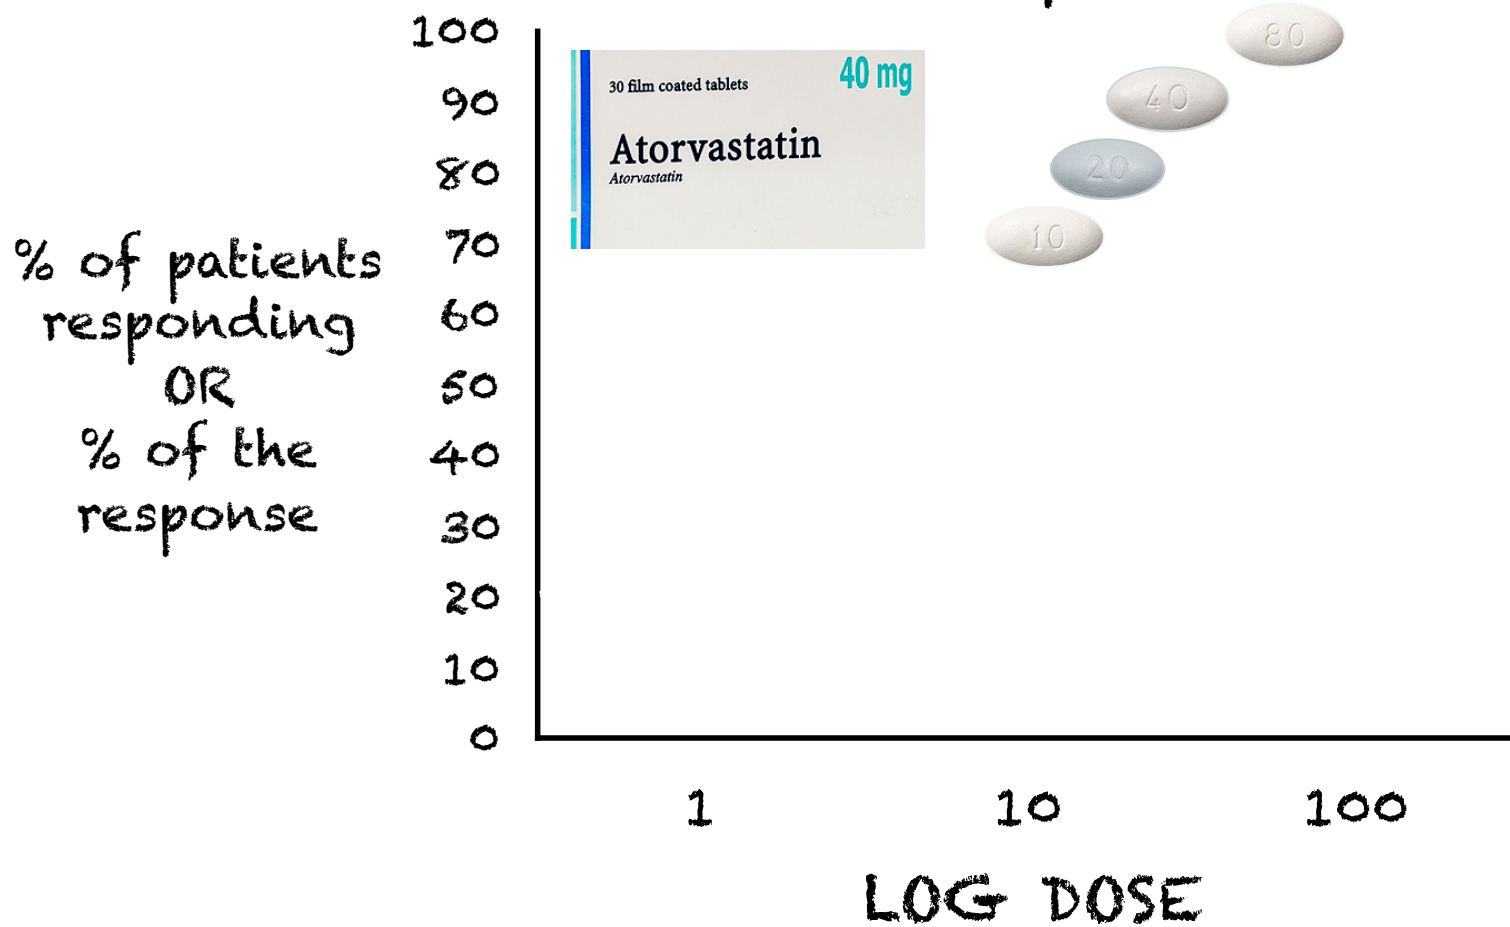 100
90
80
70
60
50
40
30
20
10
0
% of patients
responding
OR
% of the
response
30 film coated tablets
40 mg
Atorvastatin
Atorvastatin
80
40
20
10
1
10
100
LOG DOSE